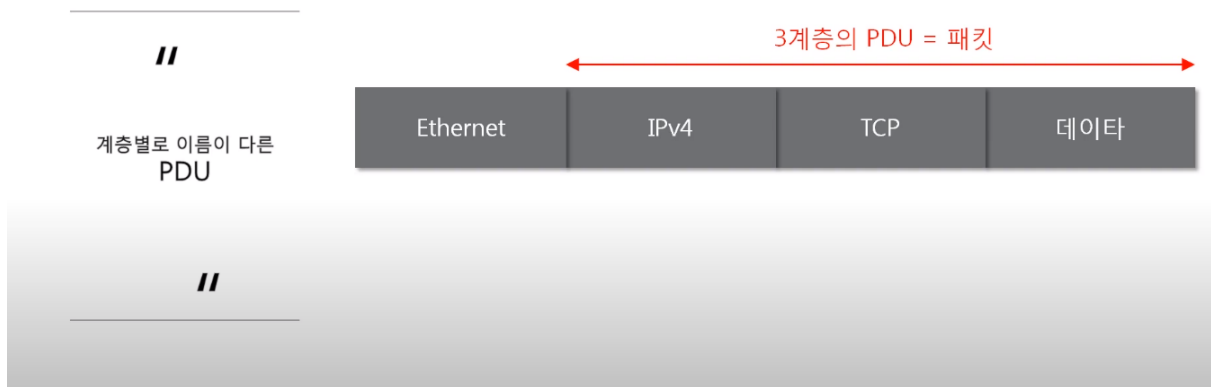 〃
계층별로 이름이 다른
PDU
〃
3계층의 PDU = 패킷
Ethernet IPv4 TCP 데이타